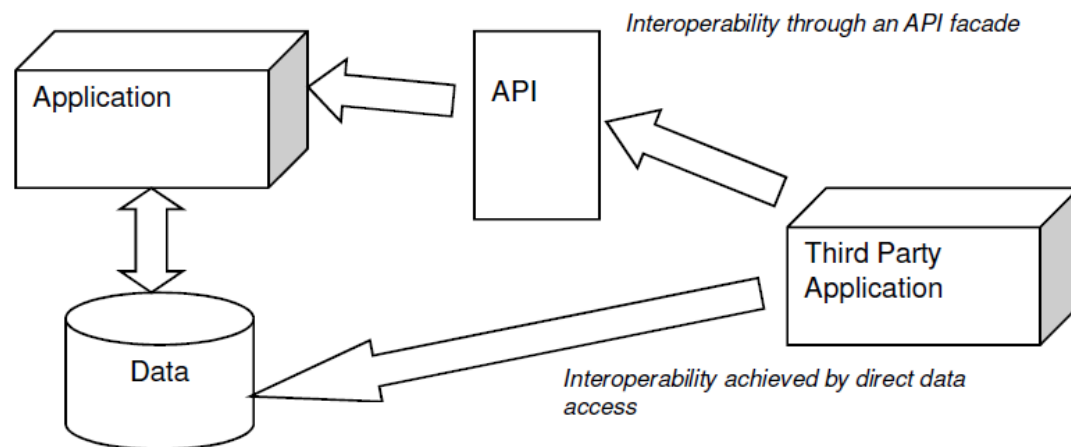 Interoperability through an API facade
Application
API
Third Party
Application
Data
Interoperability achieved by direct data
access